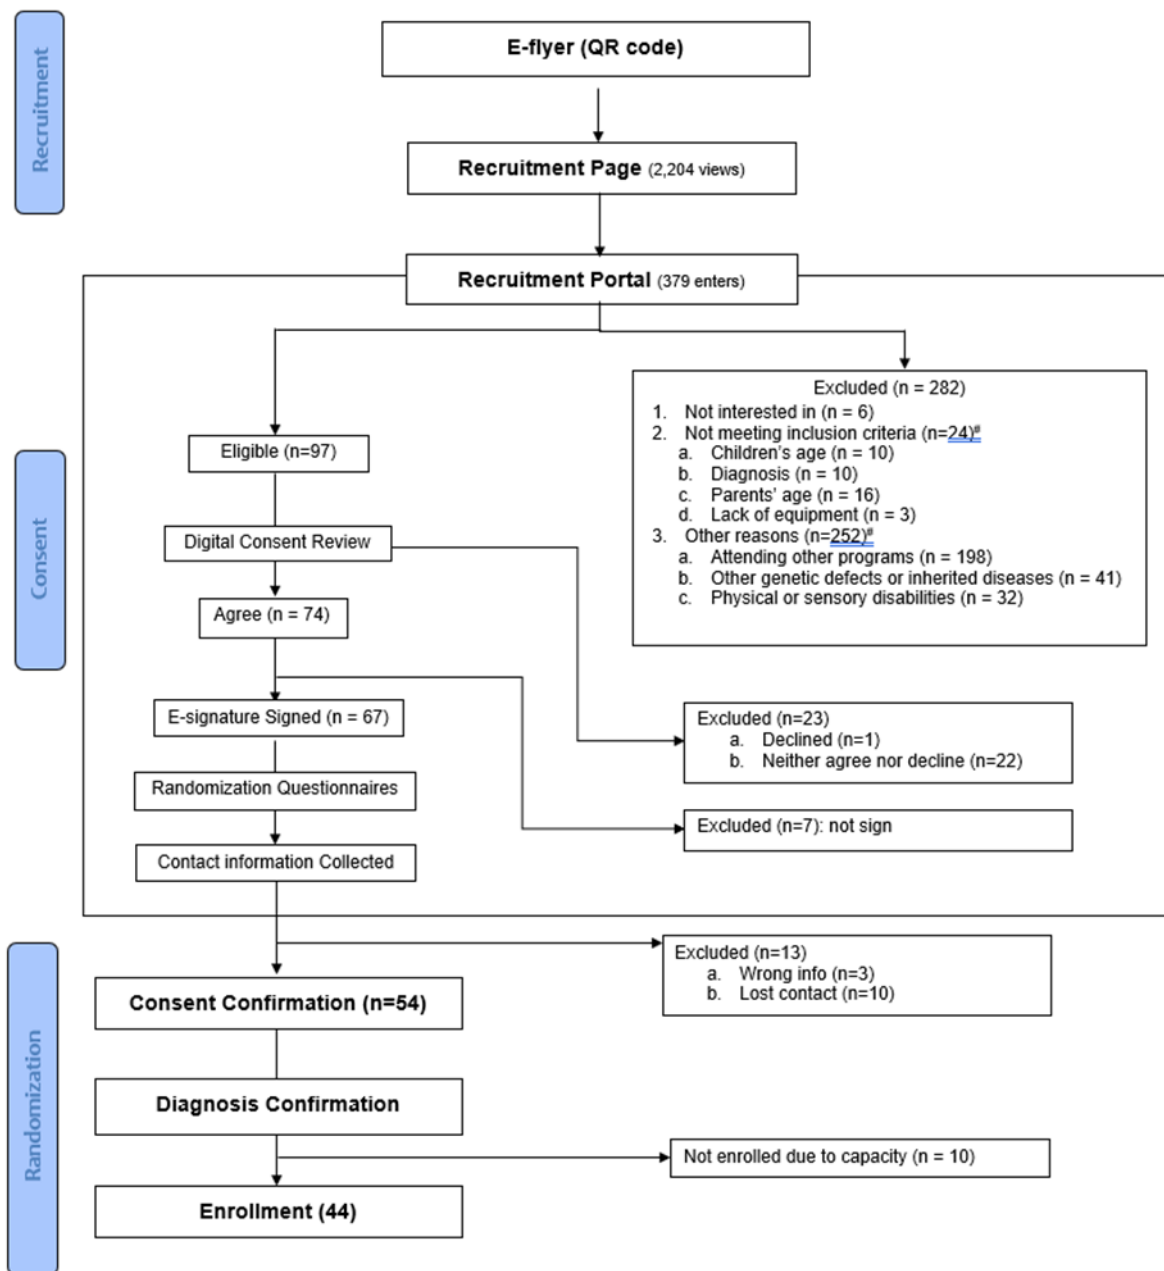 Recruitment
E-flyer (QR code)
Recruitment Page (2,204 views)
Recruitment Portal (379 enters)
Consent
Eligible (n=97)
Excluded (n = 282)
1. Not interested in (n = 6)
2. Not meeting inclusion criteria (n=24)#
a. Children's age (n = 10)
b. Diagnosis (n = 10)
c. Parents' age (n = 16)
d. Lack of equipment (n = 3)
3. Other reasons (n=252)#
a. Attending other programs (n = 198)
b. Other genetic defects or inherited diseases (n = 41)
c. Physical or sensory disabilities (n = 32)
Digital Consent Review
Agree (n = 74)
E-signature Signed (n = 67)
Excluded (n=23)
a. Declined (n=1)
b. Neither agree nor decline (n=22)
Randomization Questionnaires
Excluded (n=7): not sign
Contact information Collected
Randomization
Excluded (n=13)
a. Wrong info (n=3)
b. Lost contact (n=10)
Consent Confirmation (n=54)
Diagnosis Confirmation
Not enrolled due to capacity (n = 10)
Enrollment (44)